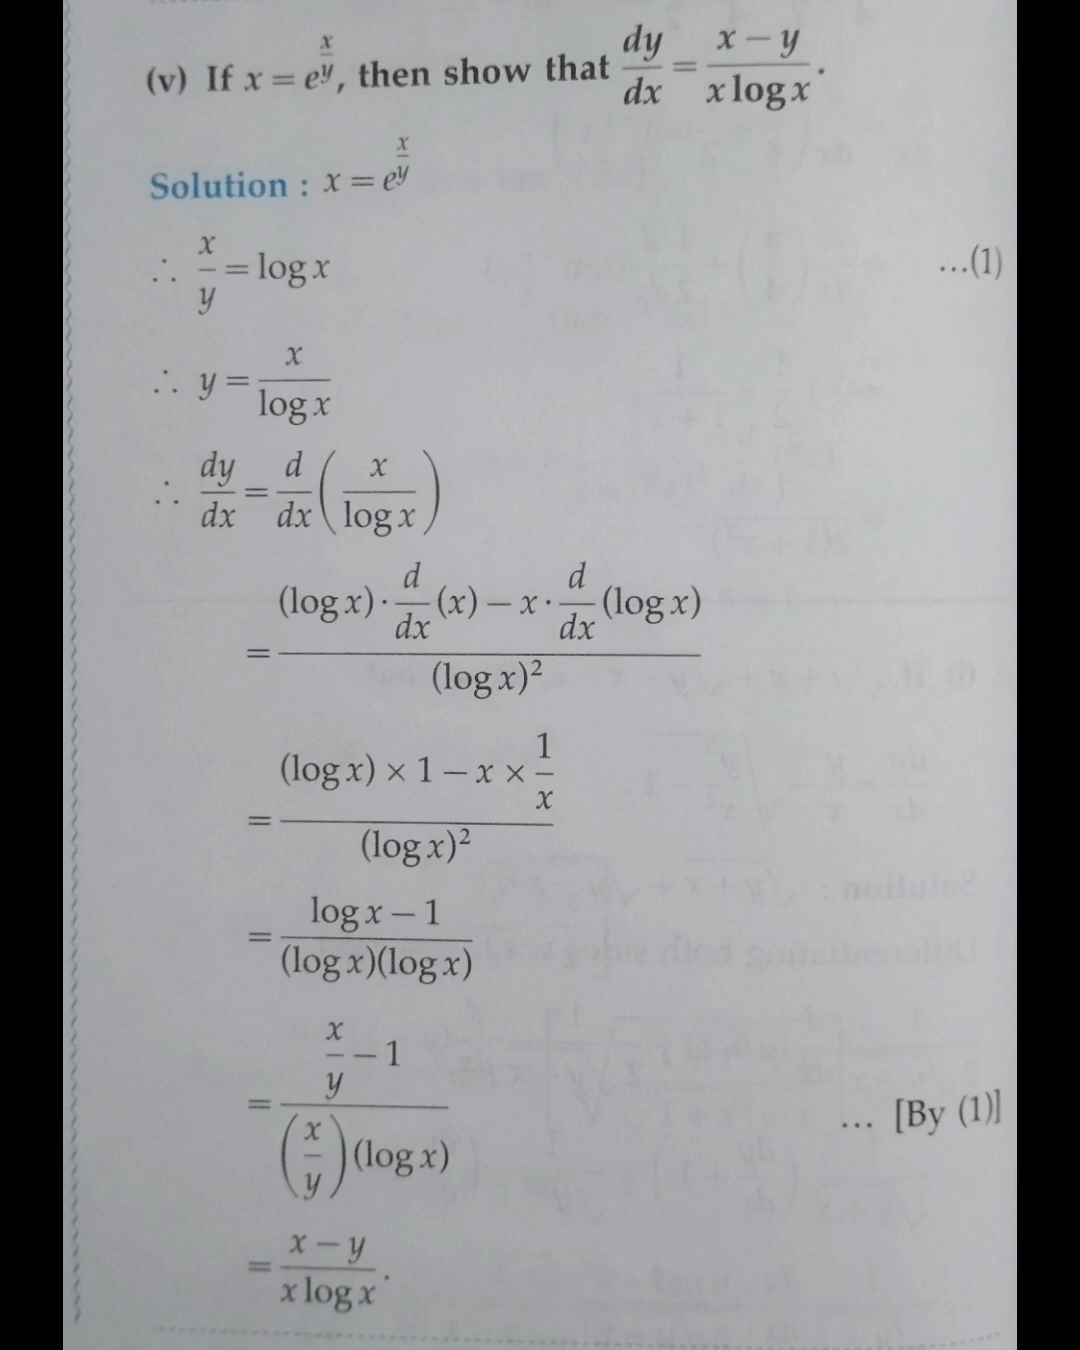 (v) If x = e^(x/y), then show that dy/dx = (x − y)/(x log x).
Solution : x = e^(x/y)
∴ x/y = log x ...(1)
∴ y = x/(log x)
∴ dy/dx = d/dx (x/(log x))
= ((log x) · d/dx (x) − x · d/dx (log x))/(log x)²
= ((log x) × 1 − x × 1/x)/(log x)²
= (log x − 1)/((log x)(log x))
= (x/y − 1)/((x/y)(log x)) ... [By (1)]
= (x − y)/(x log x).